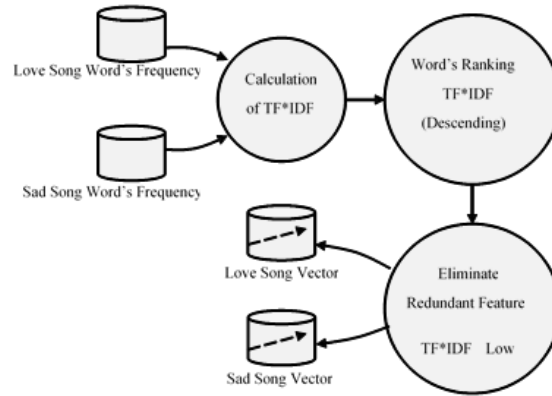 Love Song Word's Frequency
Sad Song Word's Frequency
Calculation
of TF*IDF
Word's Ranking
TF*IDF
(Descending)
Eliminate
Redundant Feature
TF*IDF Low
Love Song Vector
Sad Song Vector